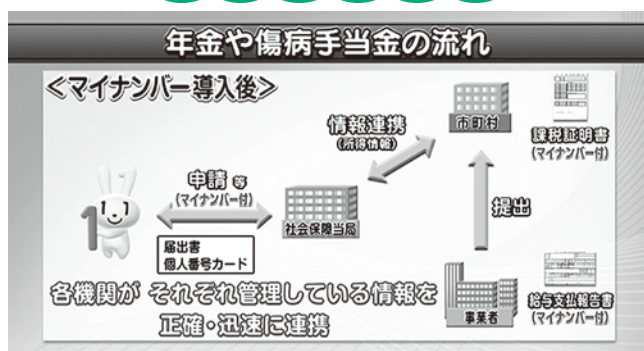 年金や傷病手当金の流れ
＜マイナンバー導入後＞
情報連携
(所得情報)
市町村
課税証明書
(マイナンバー付)
申請 等
(マイナンバー付)
社会保障当局
提出
届出書
個人番号カード
事業者
給与支払報告書
(マイナンバー付)
各機関が それぞれ管理している情報を
正確・迅速に連携